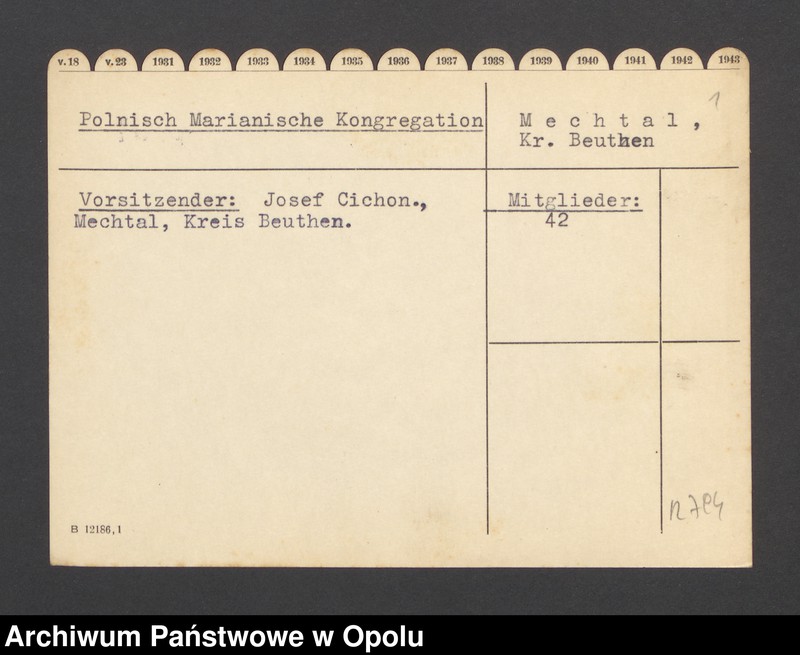 v. 18 v. 23 1931 1932 1933 1934 1935 1936 1937 1938 1939 1940 1941 1942 1943
1
Polnisch Marianische Kongregation
M e c h t a l ,
Kr. Beuthen
Vorsitzender: Josef Cichon.,
Mechtal, Kreis Beuthen.
Mitglieder:
42
B 12186,1
Archiwum Państwowe w Opolu